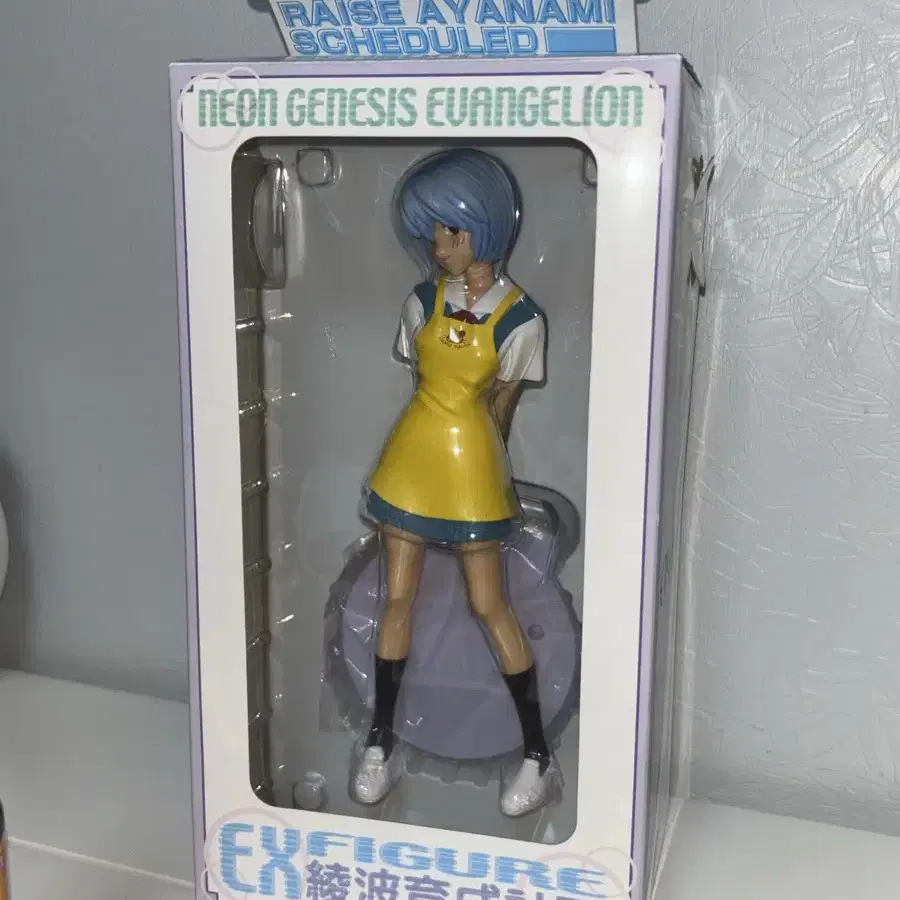 RAISE AYANAMI
SCHEDULED
NEON GENESIS EVANGELION
EX FIGURE
綾波育成計